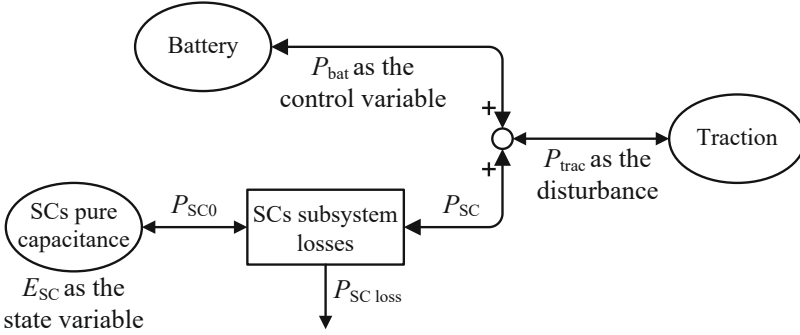 Battery
P_bat as the
control variable
+
+
P_trac as the
disturbance
Traction
SCs pure
capacitance
P_SC0
SCs subsystem
losses
P_SC
E_SC as the
state variable
P_SC loss